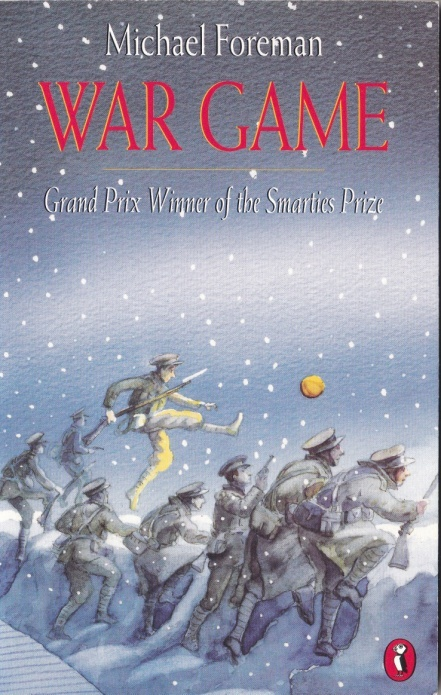 Michael Foreman
WAR GAME
Grand Prix Winner of the Smarties Prize